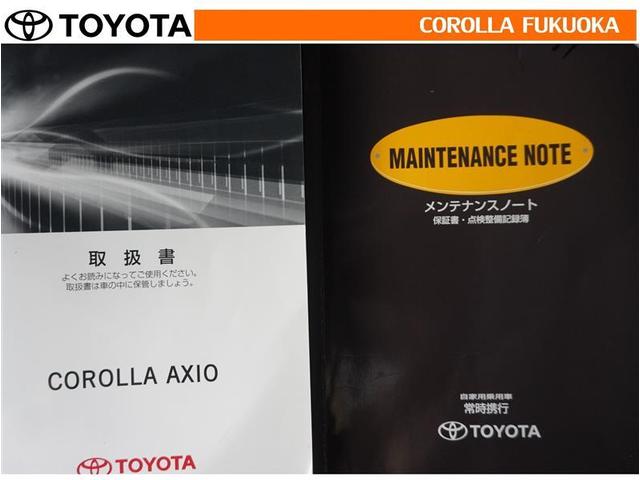 TOYOTA
COROLLA FUKUOKA
取扱書
よくお読みになってご使用ください。
取扱書は車の中に保管しましょう。
COROLLA AXIO
TOYOTA
MAINTENANCE NOTE
メンテナンスノート
保証書・点検整備記録簿
自家用乗用車
常時携行
TOYOTA